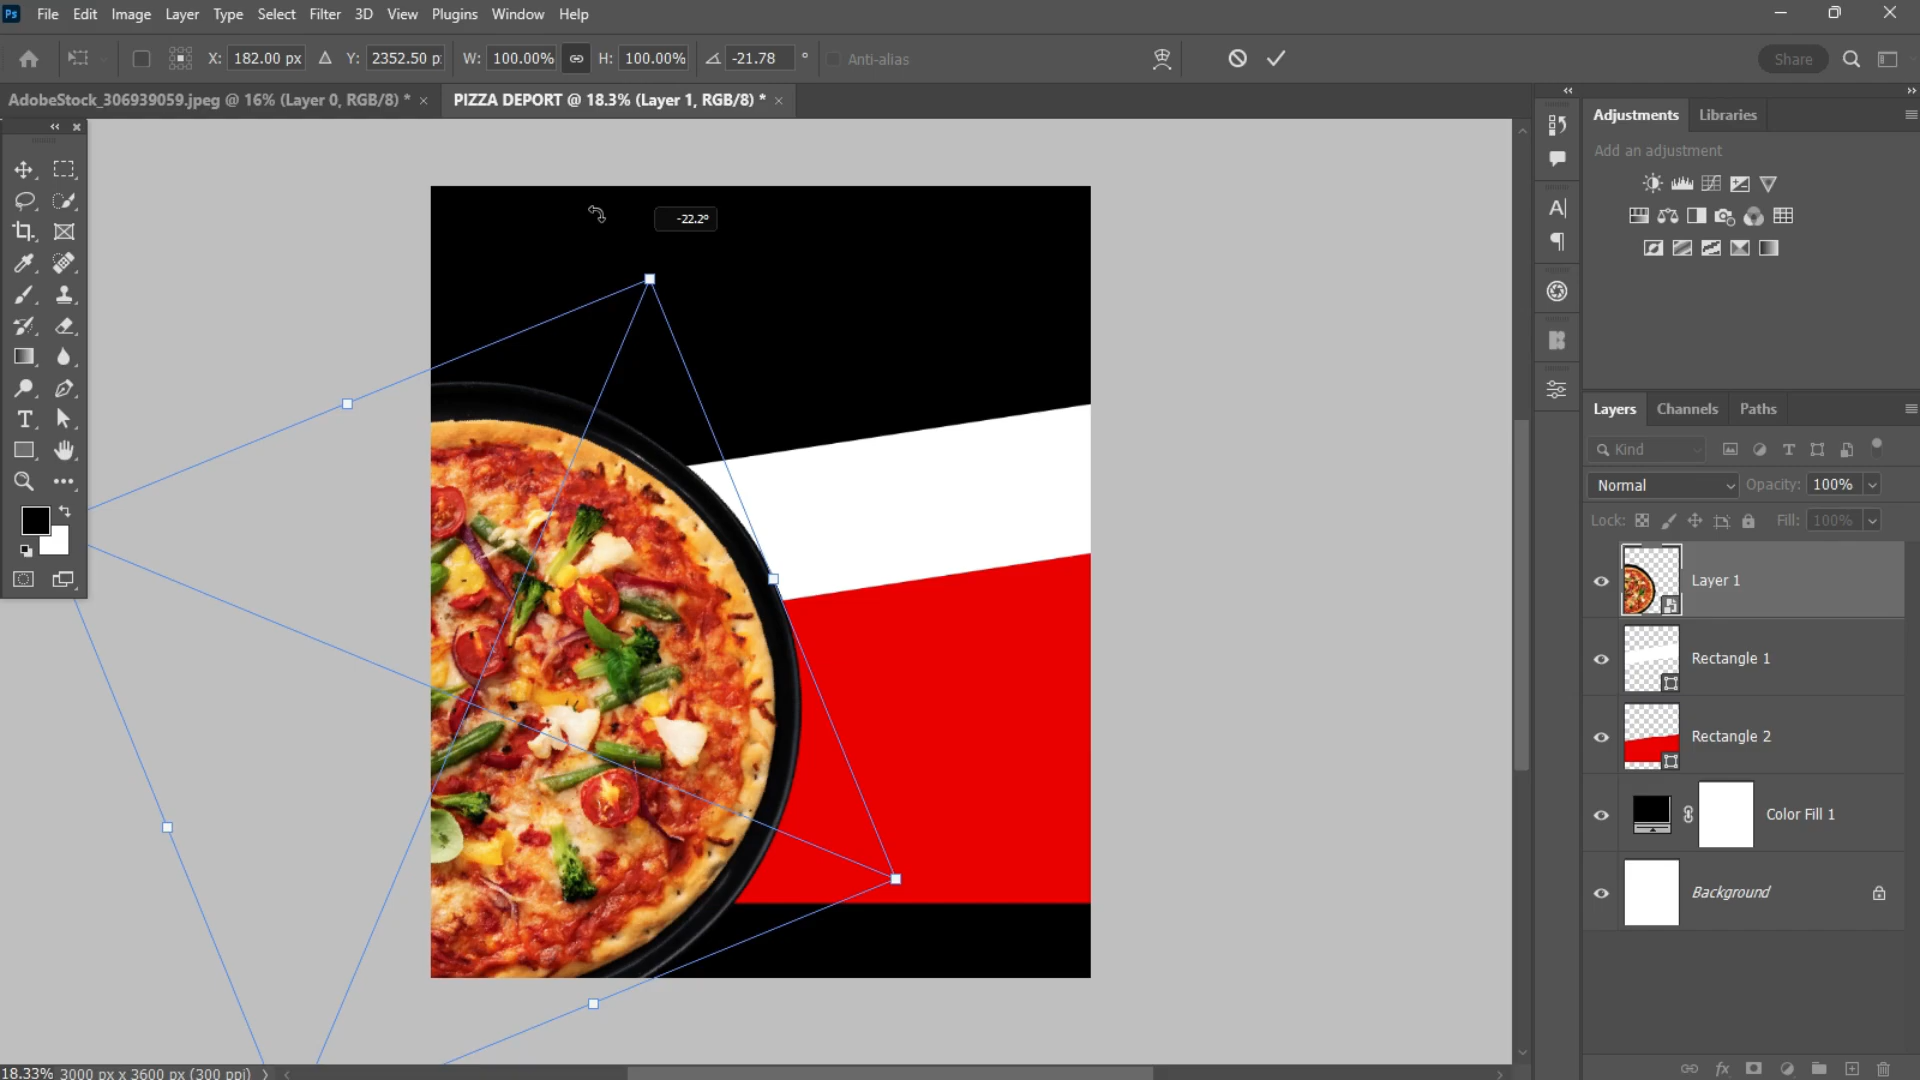 Ps File Edit Image Layer Type Select Filter 3D View Plugins Window Help
X: 182.00 px Y: 2352.50 p W: 100.00% H: 100.00% -21.78 ° Anti-alias Share
AdobeStock_306939059.jpeg @ 16% (Layer 0, RGB/8) * × PIZZA DEPORT @ 18.3% (Layer 1, RGB/8) * ×
Adjustments Libraries
Add an adjustment
-22.2°
Layers Channels Paths
Kind
Normal Opacity: 100%
Lock: Fill: 100%
Layer 1
Rectangle 1
Rectangle 2
Color Fill 1
Background
18.33% 3000 px x 3600 px (300 ppi)